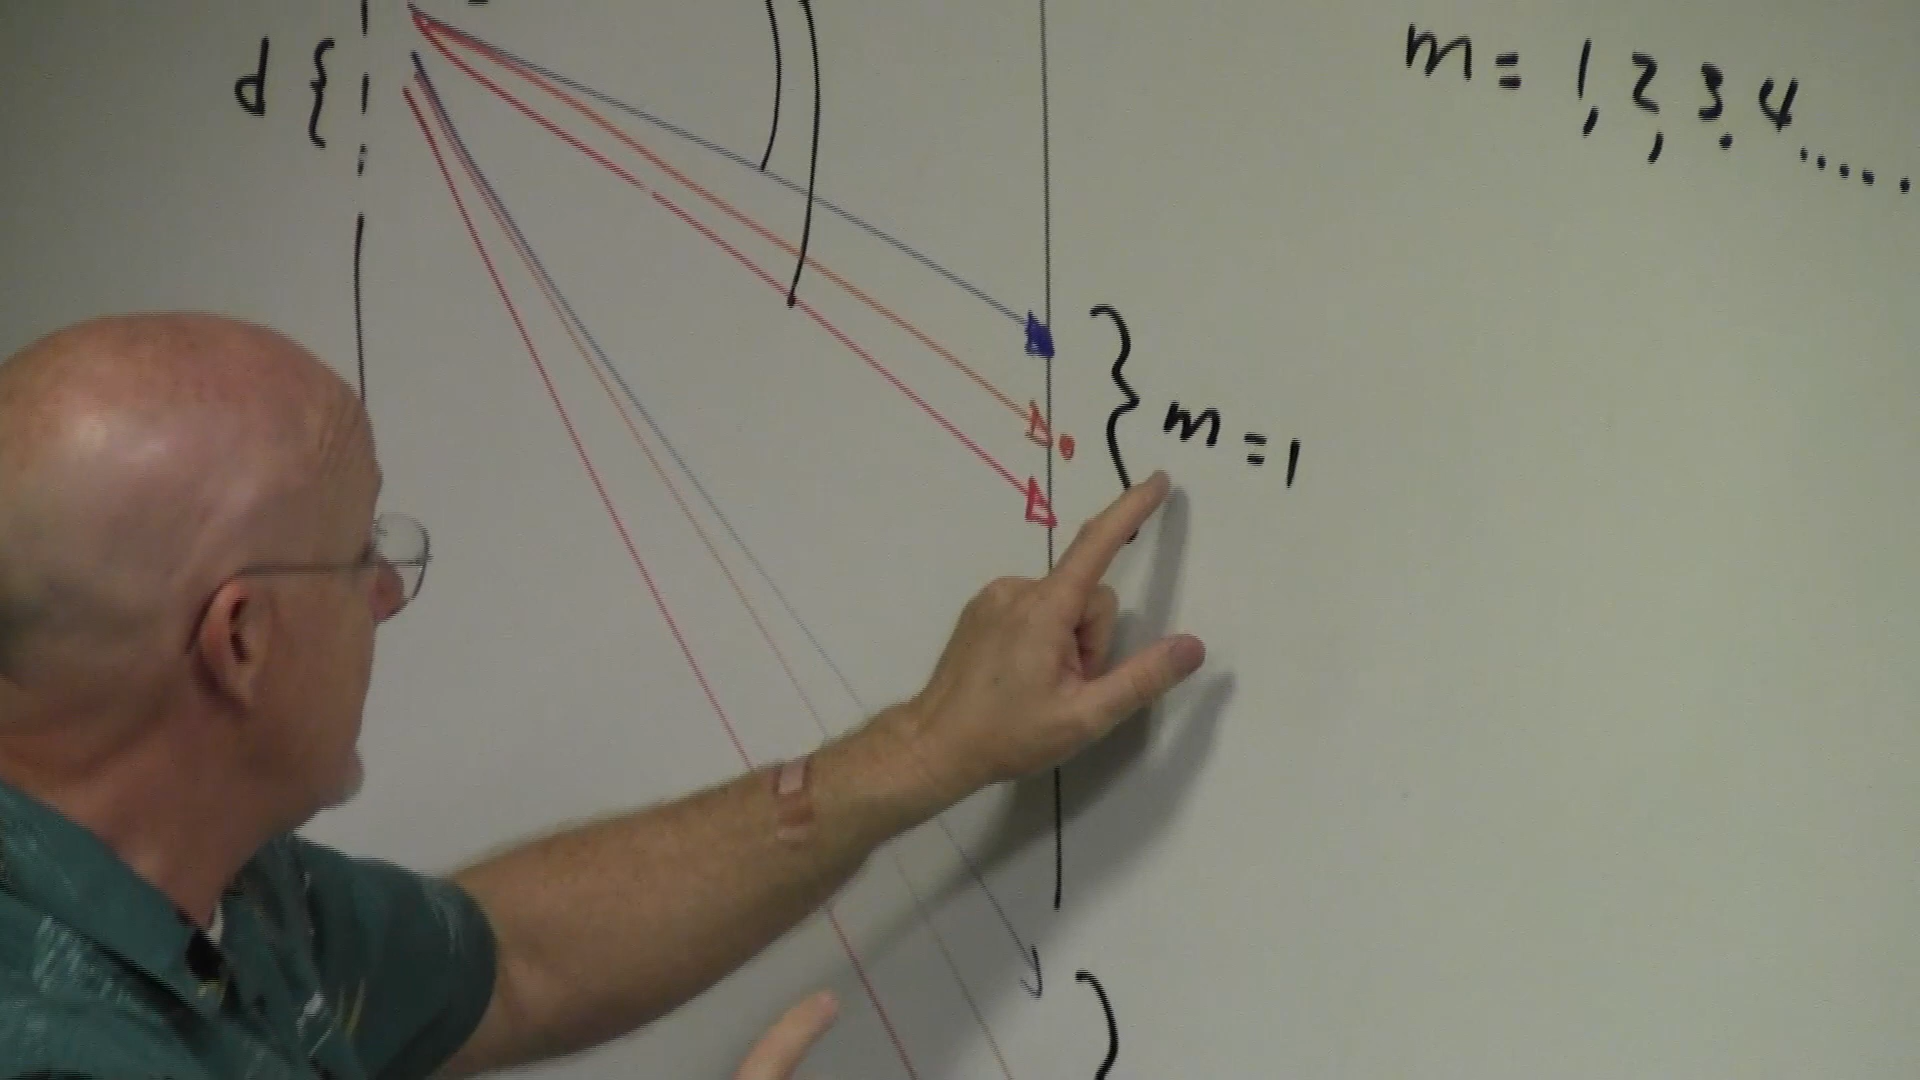 d {
m = 1, 2, 3, 4 .....
} m = 1
}